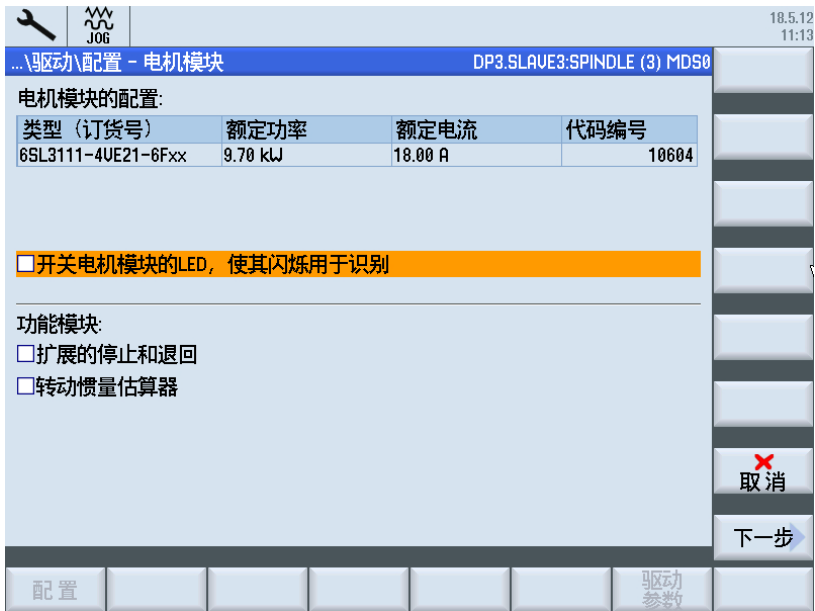 18.5.12
JOG
11:13
...\驱动\配置 - 电机模块 DP3.SLAVE3:SPINDLE (3) MDS0
电机模块的配置:
类型（订货号） 额定功率 额定电流 代码编号
6SL3111-4VE21-6Fxx 9.70 kW 18.00 A 10604
开关电机模块的LED, 使其闪烁用于识别
功能模块:
扩展的停止和退回
转动惯量估算器
取消
下一步
配置 驱动
参数